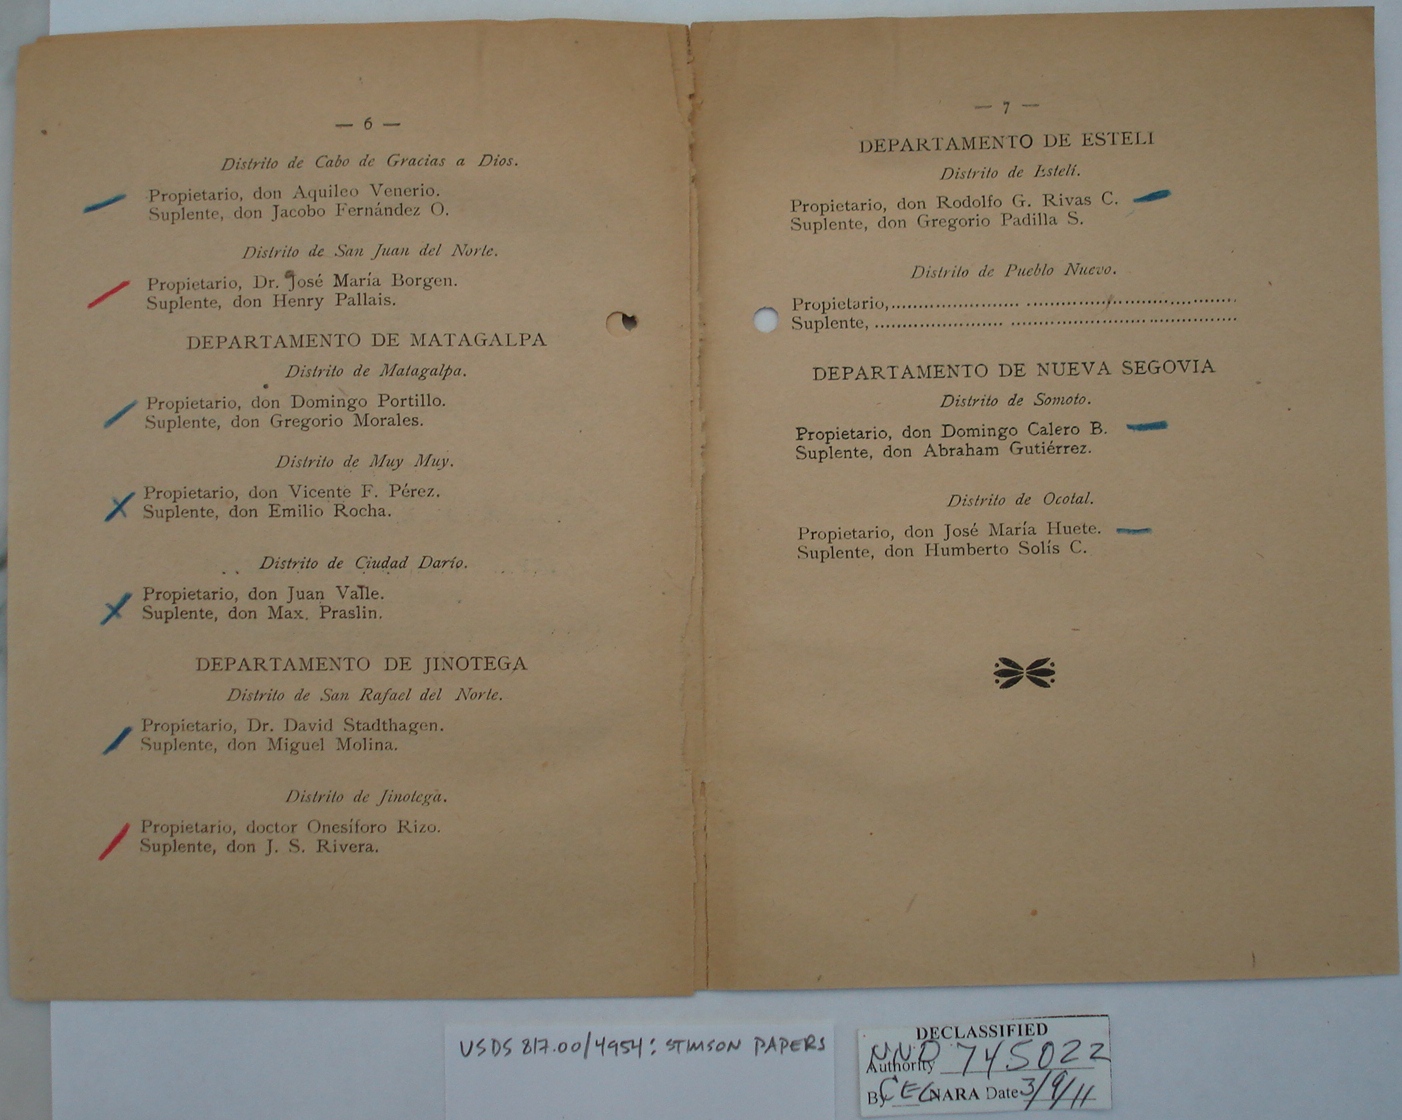 — 6 —
Distrito de Cabo de Gracias a Dios.
Propietario, don Aquileo Venerio.
Suplente, don Jacobo Fernández O.
Distrito de San Juan del Norte.
Propietario, Dr. José María Borgen.
Suplente, don Henry Pallais.
DEPARTAMENTO DE MATAGALPA
Distrito de Matagalpa.
Propietario, don Domingo Portillo.
Suplente, don Gregorio Morales.
Distrito de Muy Muy.
Propietario, don Vicente F. Pérez.
Suplente, don Emilio Rocha.
Distrito de Ciudad Darío.
Propietario, don Juan Valle.
Suplente, don Max. Praslin.
DEPARTAMENTO DE JINOTEGA
Distrito de San Rafael del Norte.
Propietario, Dr. David Stadthagen.
Suplente, don Miguel Molina.
Distrito de Jinotega.
Propietario, doctor Onesíforo Rizo.
Suplente, don J. S. Rivera.
— 7 —
DEPARTAMENTO DE ESTELI
Distrito de Estelí.
Propietario, don Rodolfo G. Rivas C.
Suplente, don Gregorio Padilla S.
Distrito de Pueblo Nuevo.
Propietario,..............................................
Suplente, ................................................
DEPARTAMENTO DE NUEVA SEGOVIA
Distrito de Somoto.
Propietario, don Domingo Calero B.
Suplente, don Abraham Gutiérrez.
Distrito de Ocotal.
Propietario, don José María Huete.
Suplente, don Humberto Solís C.
USDS 817.00/4954: STIMSON PAPERS
DECLASSIFIED
Authority NND 745022
By CEG NARA Date 3/9/11